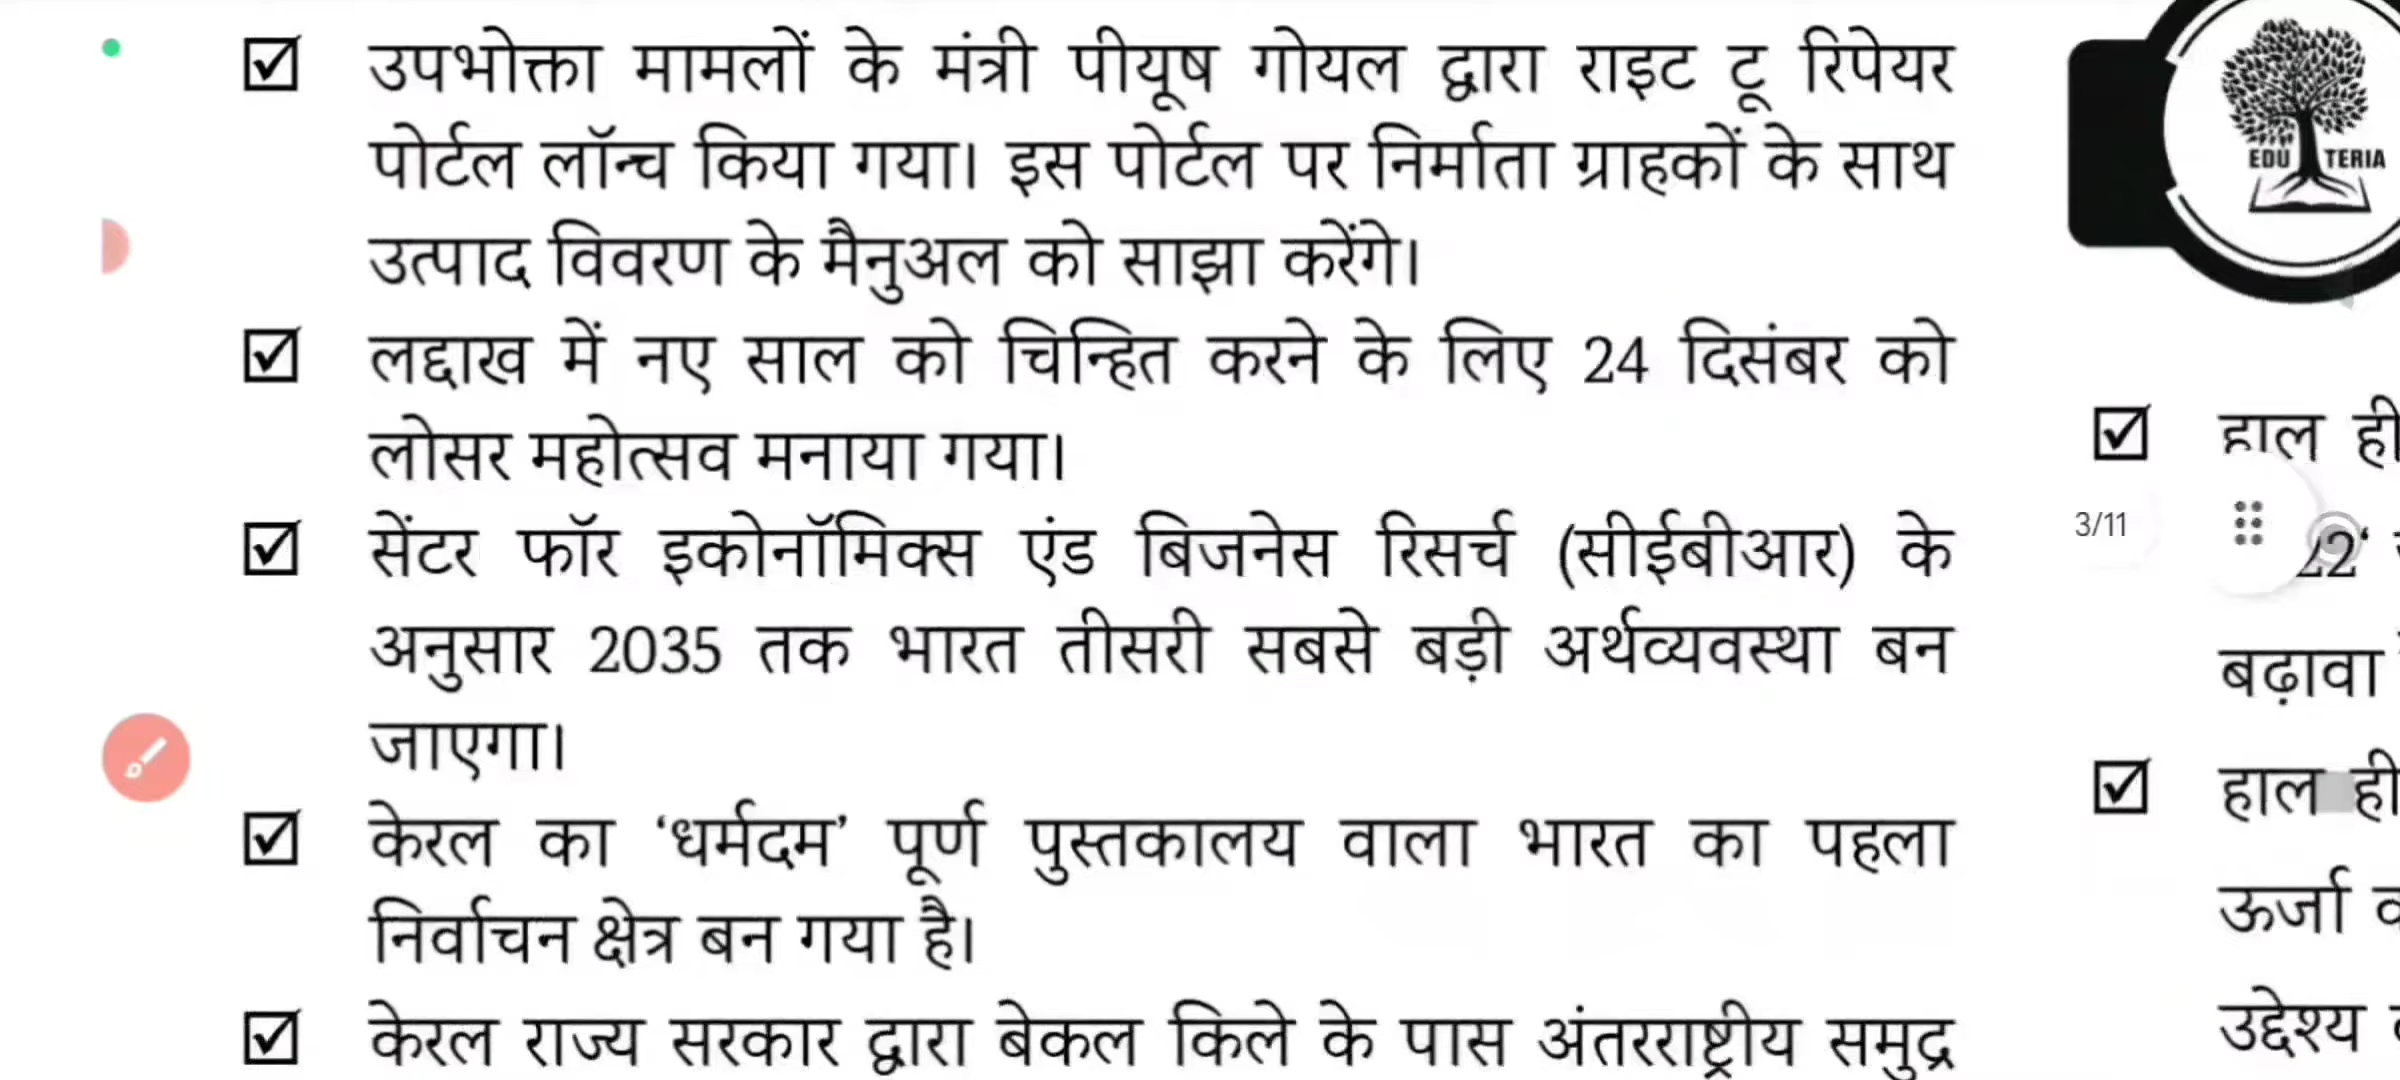 उपभोक्ता मामलों के मंत्री पीयूष गोयल द्वारा राइट टू रिपेयर
पोर्टल लॉन्च किया गया। इस पोर्टल पर निर्माता ग्राहकों के साथ
उत्पाद विवरण के मैनुअल को साझा करेंगे।
लद्दाख में नए साल को चिन्हित करने के लिए 24 दिसंबर को
लोसर महोत्सव मनाया गया।
सेंटर फॉर इकोनॉमिक्स एंड बिजनेस रिसर्च (सीईबीआर) के
अनुसार 2035 तक भारत तीसरी सबसे बड़ी अर्थव्यवस्था बन
जाएगा।
केरल का ‘धर्मदम’ पूर्ण पुस्तकालय वाला भारत का पहला
निर्वाचन क्षेत्र बन गया है।
केरल राज्य सरकार द्वारा बेकल किले के पास अंतरराष्ट्रीय समुद्र
EDU TERIA
हाल ही
3/11
22‘
बढ़ावा
हाल ही
ऊर्जा
उद्देश्य